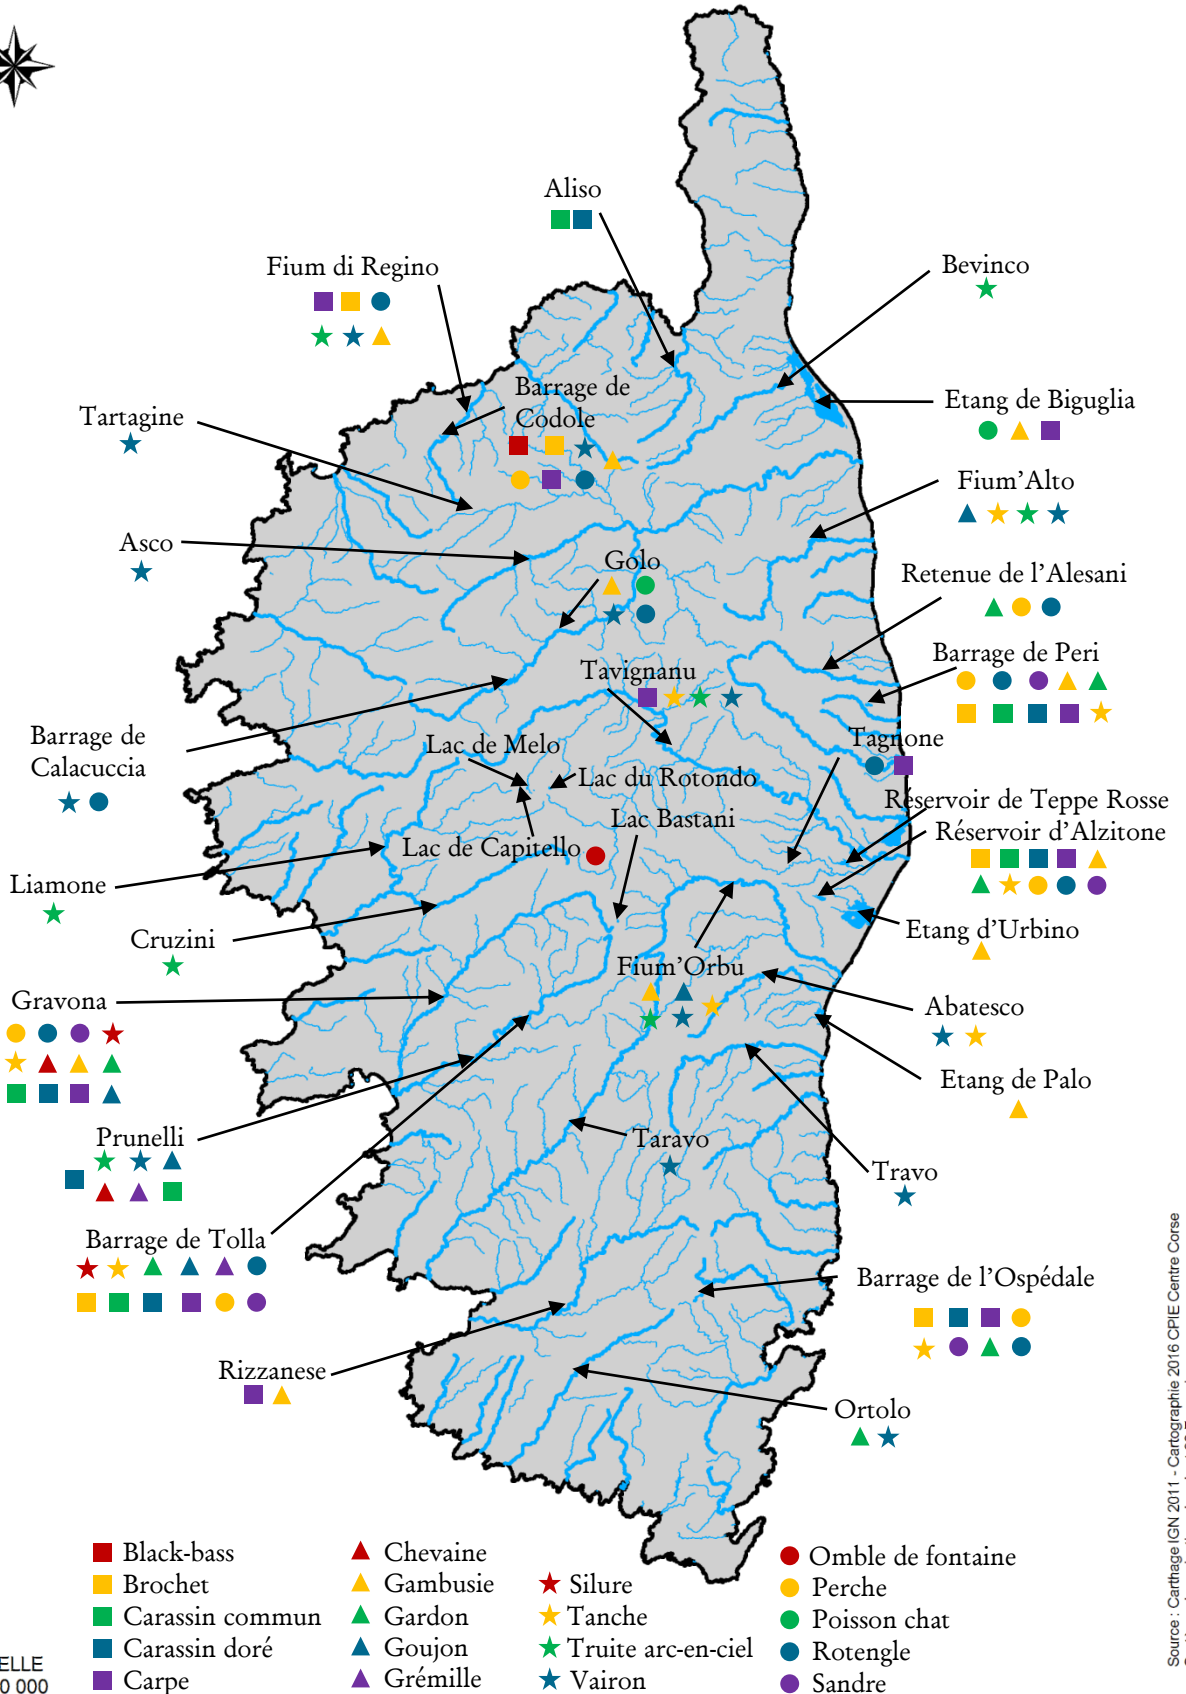 Aliso
Fium di Regino
Bevinco
Barrage de
Codole
Etang de Biguglia
Tartagine
Fium'Alto
Asco
Golo
Retenue de l'Alesani
Barrage de Peri
Tavignanu
Barrage de
Calacuccia
Lac de Melo
Tagnone
Lac du Rotondo
Réservoir de Teppe Rosse
Lac Bastani
Réservoir d'Alzitone
Lac de Capitello
Liamone
Etang d'Urbino
Cruzini
Fium'Orbu
Gravona
Abatesco
Etang de Palo
Prunelli
Taravo
Travo
Barrage de Tolla
Barrage de l'Ospédale
Rizzanese
Ortolo
Black-bass
Brochet
Carassin commun
Carassin doré
Carpe
Chevaine
Gambusie
Gardon
Goujon
Grémille
Silure
Tanche
Truite arc-en-ciel
Vairon
Omble de fontaine
Perche
Poisson chat
Rotengle
Sandre
ELLE
0 000
Source : Carthage IGN 2011 - Cartographie 2016 CPIE Centre Corse